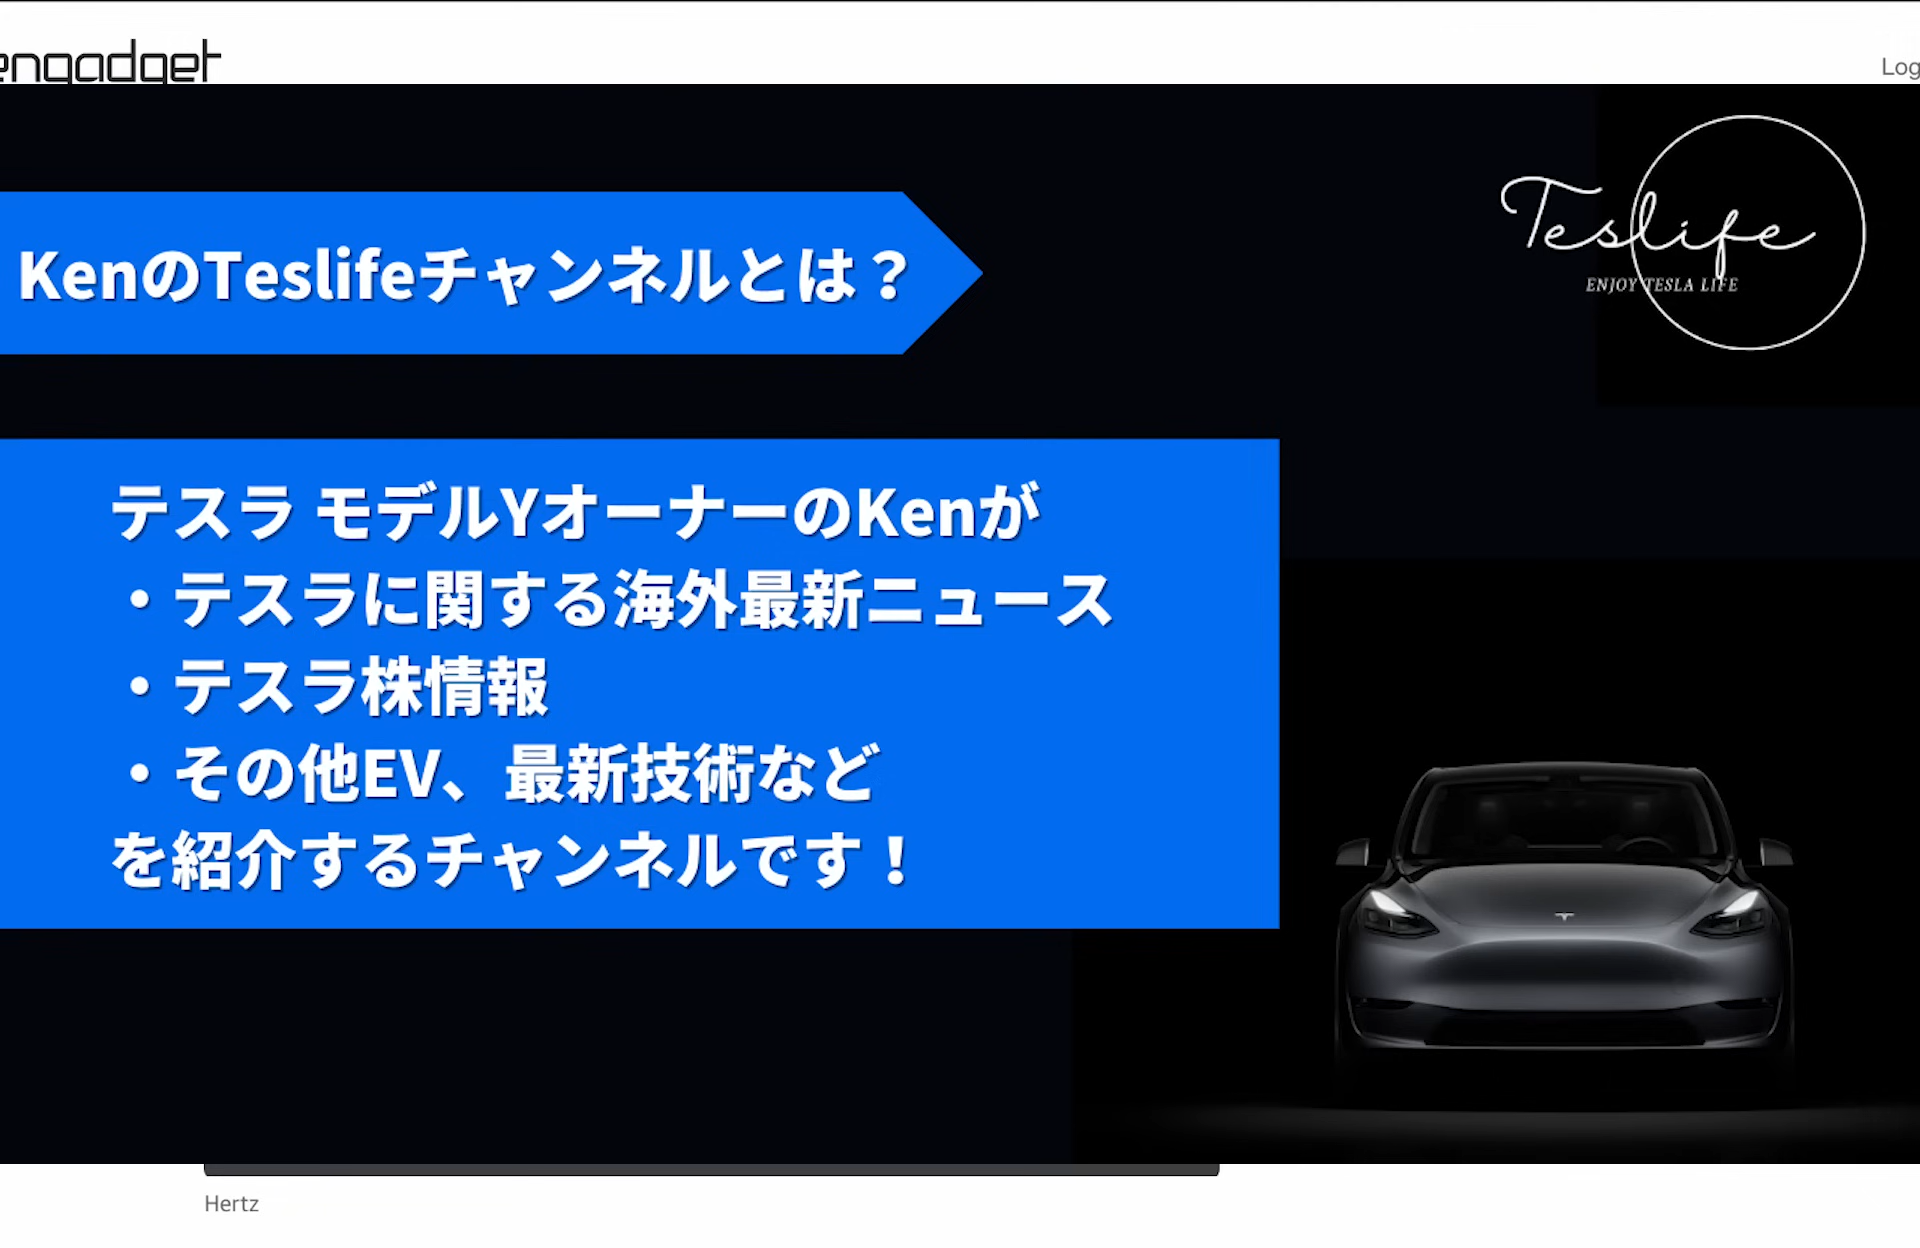 engadget
Log
KenのTeslifeチャンネルとは？
Teslife
ENJOY TESLA LIFE
テスラ モデルYオーナーのKenが
・テスラに関する海外最新ニュース
・テスラ株情報
・その他EV、最新技術など
を紹介するチャンネルです！
Hertz